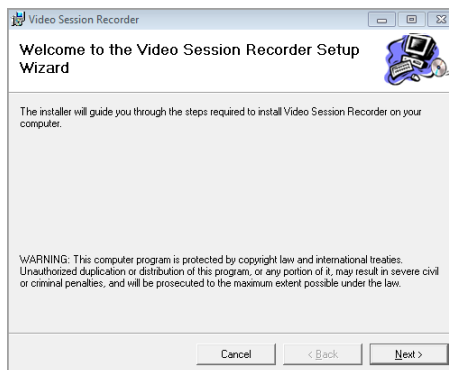 Video Session Recorder
Welcome to the Video Session Recorder Setup
Wizard
The installer will guide you through the steps required to install Video Session Recorder on your
computer.
WARNING: This computer program is protected by copyright law and international treaties.
Unauthorized duplication or distribution of this program, or any portion of it, may result in severe civil
or criminal penalties, and will be prosecuted to the maximum extent possible under the law.
Cancel < Back Next >